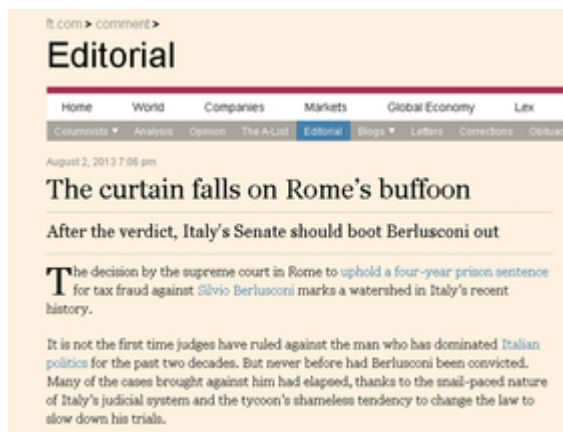 ft.com > comment >
Editorial
Home World Companies Markets Global Economy Lex
Columnists ▼ Analysis Opinion The A-List Editorial Blogs ▼ Letters Corrections
August 2, 2013 7:06 pm
The curtain falls on Rome's buffoon
After the verdict, Italy's Senate should boot Berlusconi out
The decision by the supreme court in Rome to uphold a four-year prison sentence
for tax fraud against Silvio Berlusconi marks a watershed in Italy's recent
history.
It is not the first time judges have ruled against the man who has dominated Italian
politics for the past two decades. But never before had Berlusconi been convicted.
Many of the cases brought against him had elapsed, thanks to the snail-paced nature
of Italy's judicial system and the tycoon's shameless tendency to change the law to
slow down his trials.